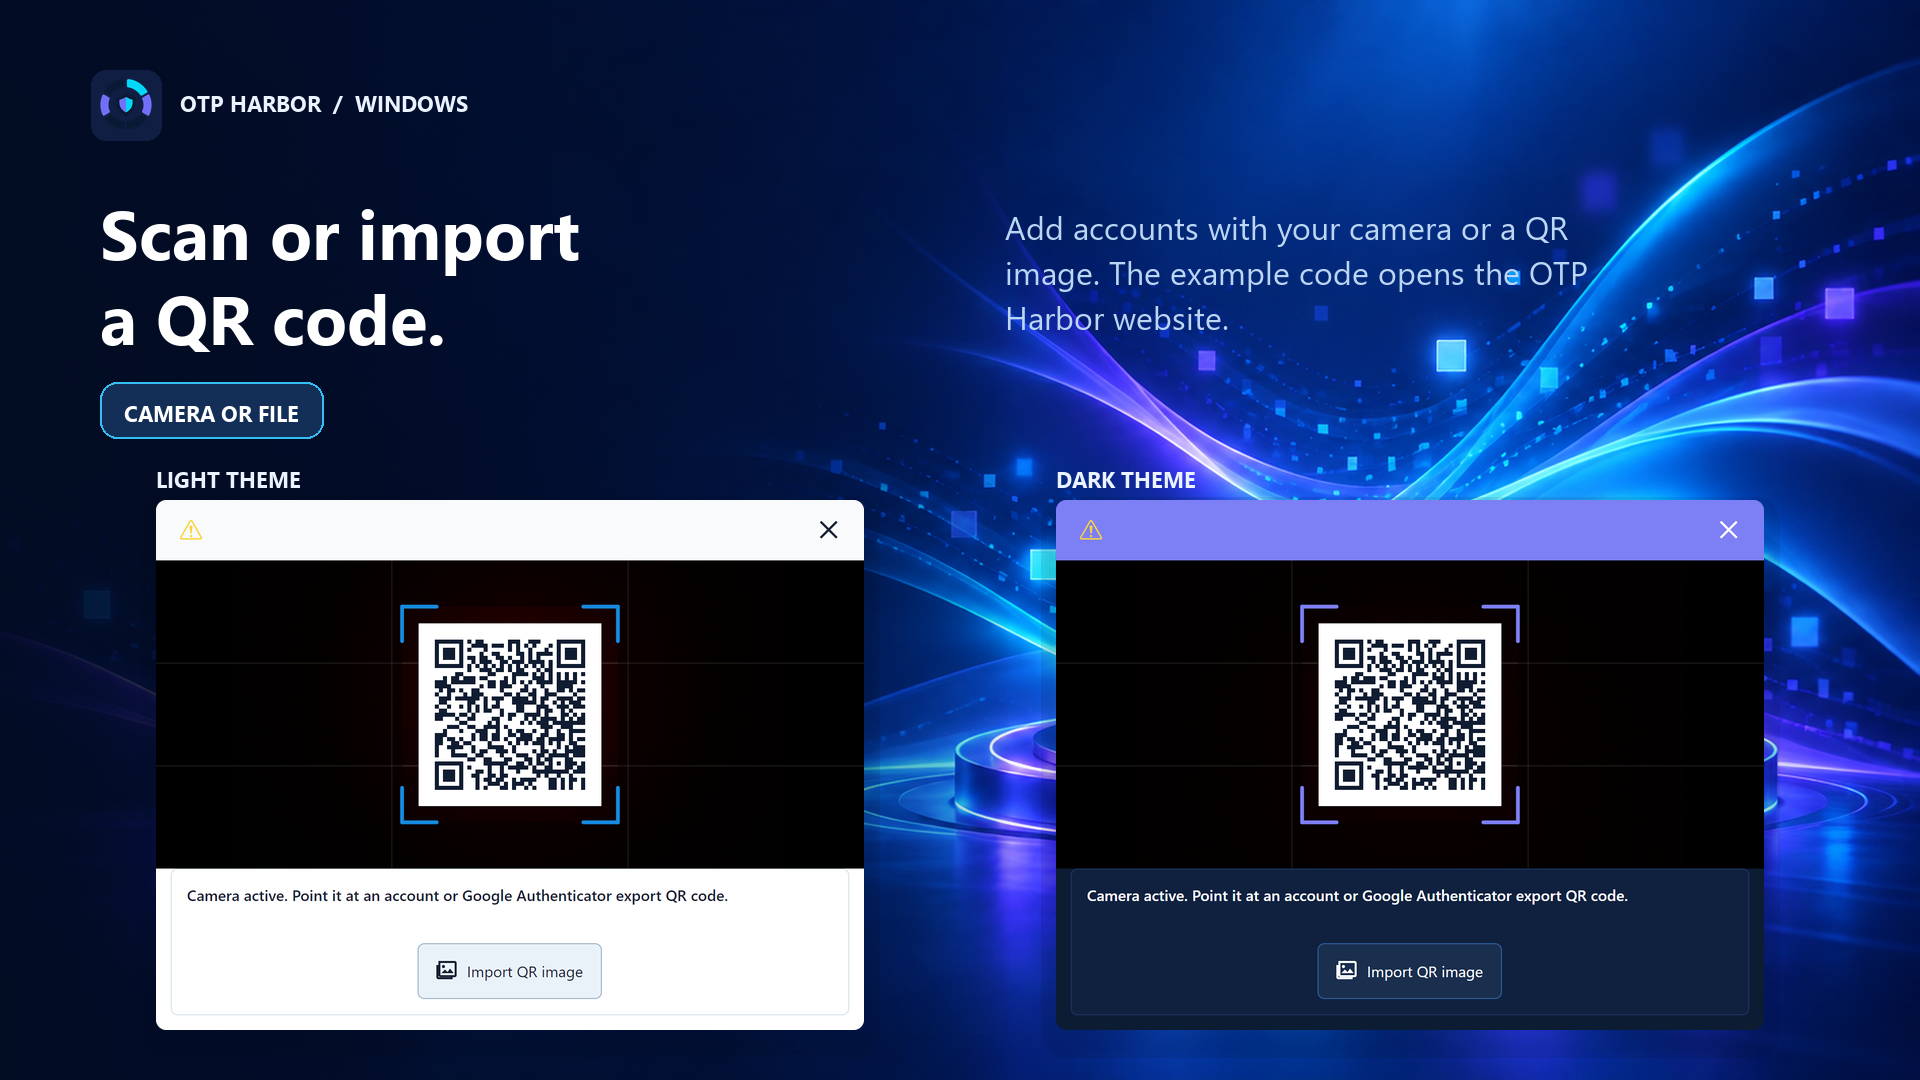 OTP HARBOR / WINDOWS
Scan or import
a QR code.
CAMERA OR FILE
Add accounts with your camera or a QR
image. The example code opens the OTP
Harbor website.
LIGHT THEME
Camera active. Point it at an account or Google Authenticator export QR code.
Import QR image
DARK THEME
Camera active. Point it at an account or Google Authenticator export QR code.
Import QR image